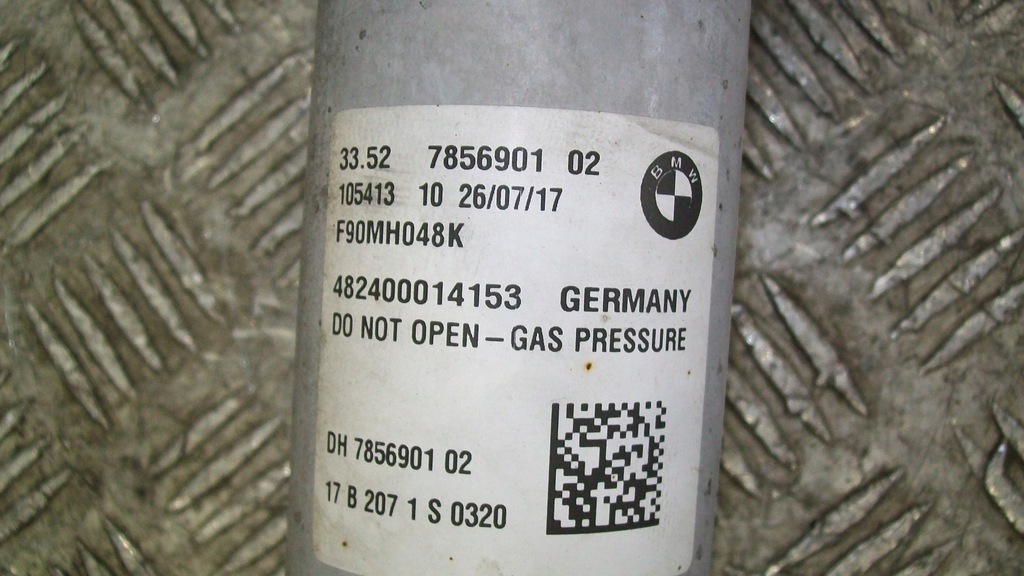 33.52 7856901 02
BMW
105413 10 26/07/17
F90MH048K
482400014153 GERMANY
DO NOT OPEN – GAS PRESSURE
DH 7856901 02
17 B 207 1 S 0320